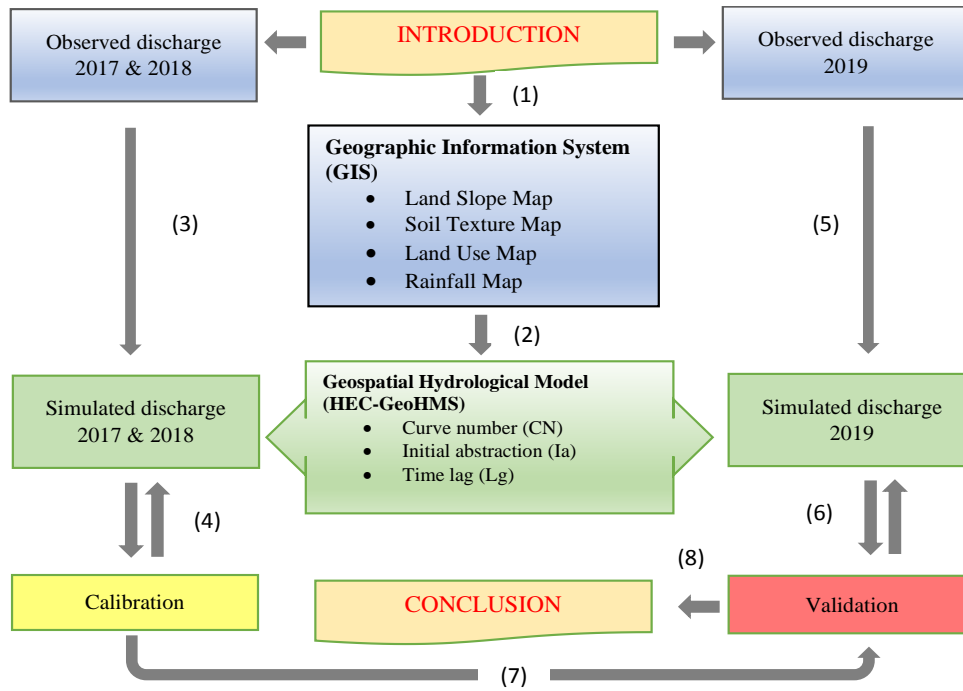 Observed discharge
2017 & 2018
INTRODUCTION
Observed discharge
2019
(1)
Geographic Information System
(GIS)
• Land Slope Map
• Soil Texture Map
• Land Use Map
• Rainfall Map
(3)
(5)
(2)
Simulated discharge
2017 & 2018
Geospatial Hydrological Model
(HEC-GeoHMS)
• Curve number (CN)
• Initial abstraction (Ia)
• Time lag (Lg)
Simulated discharge
2019
(4)
(6)
(8)
Calibration
CONCLUSION
Validation
(7)